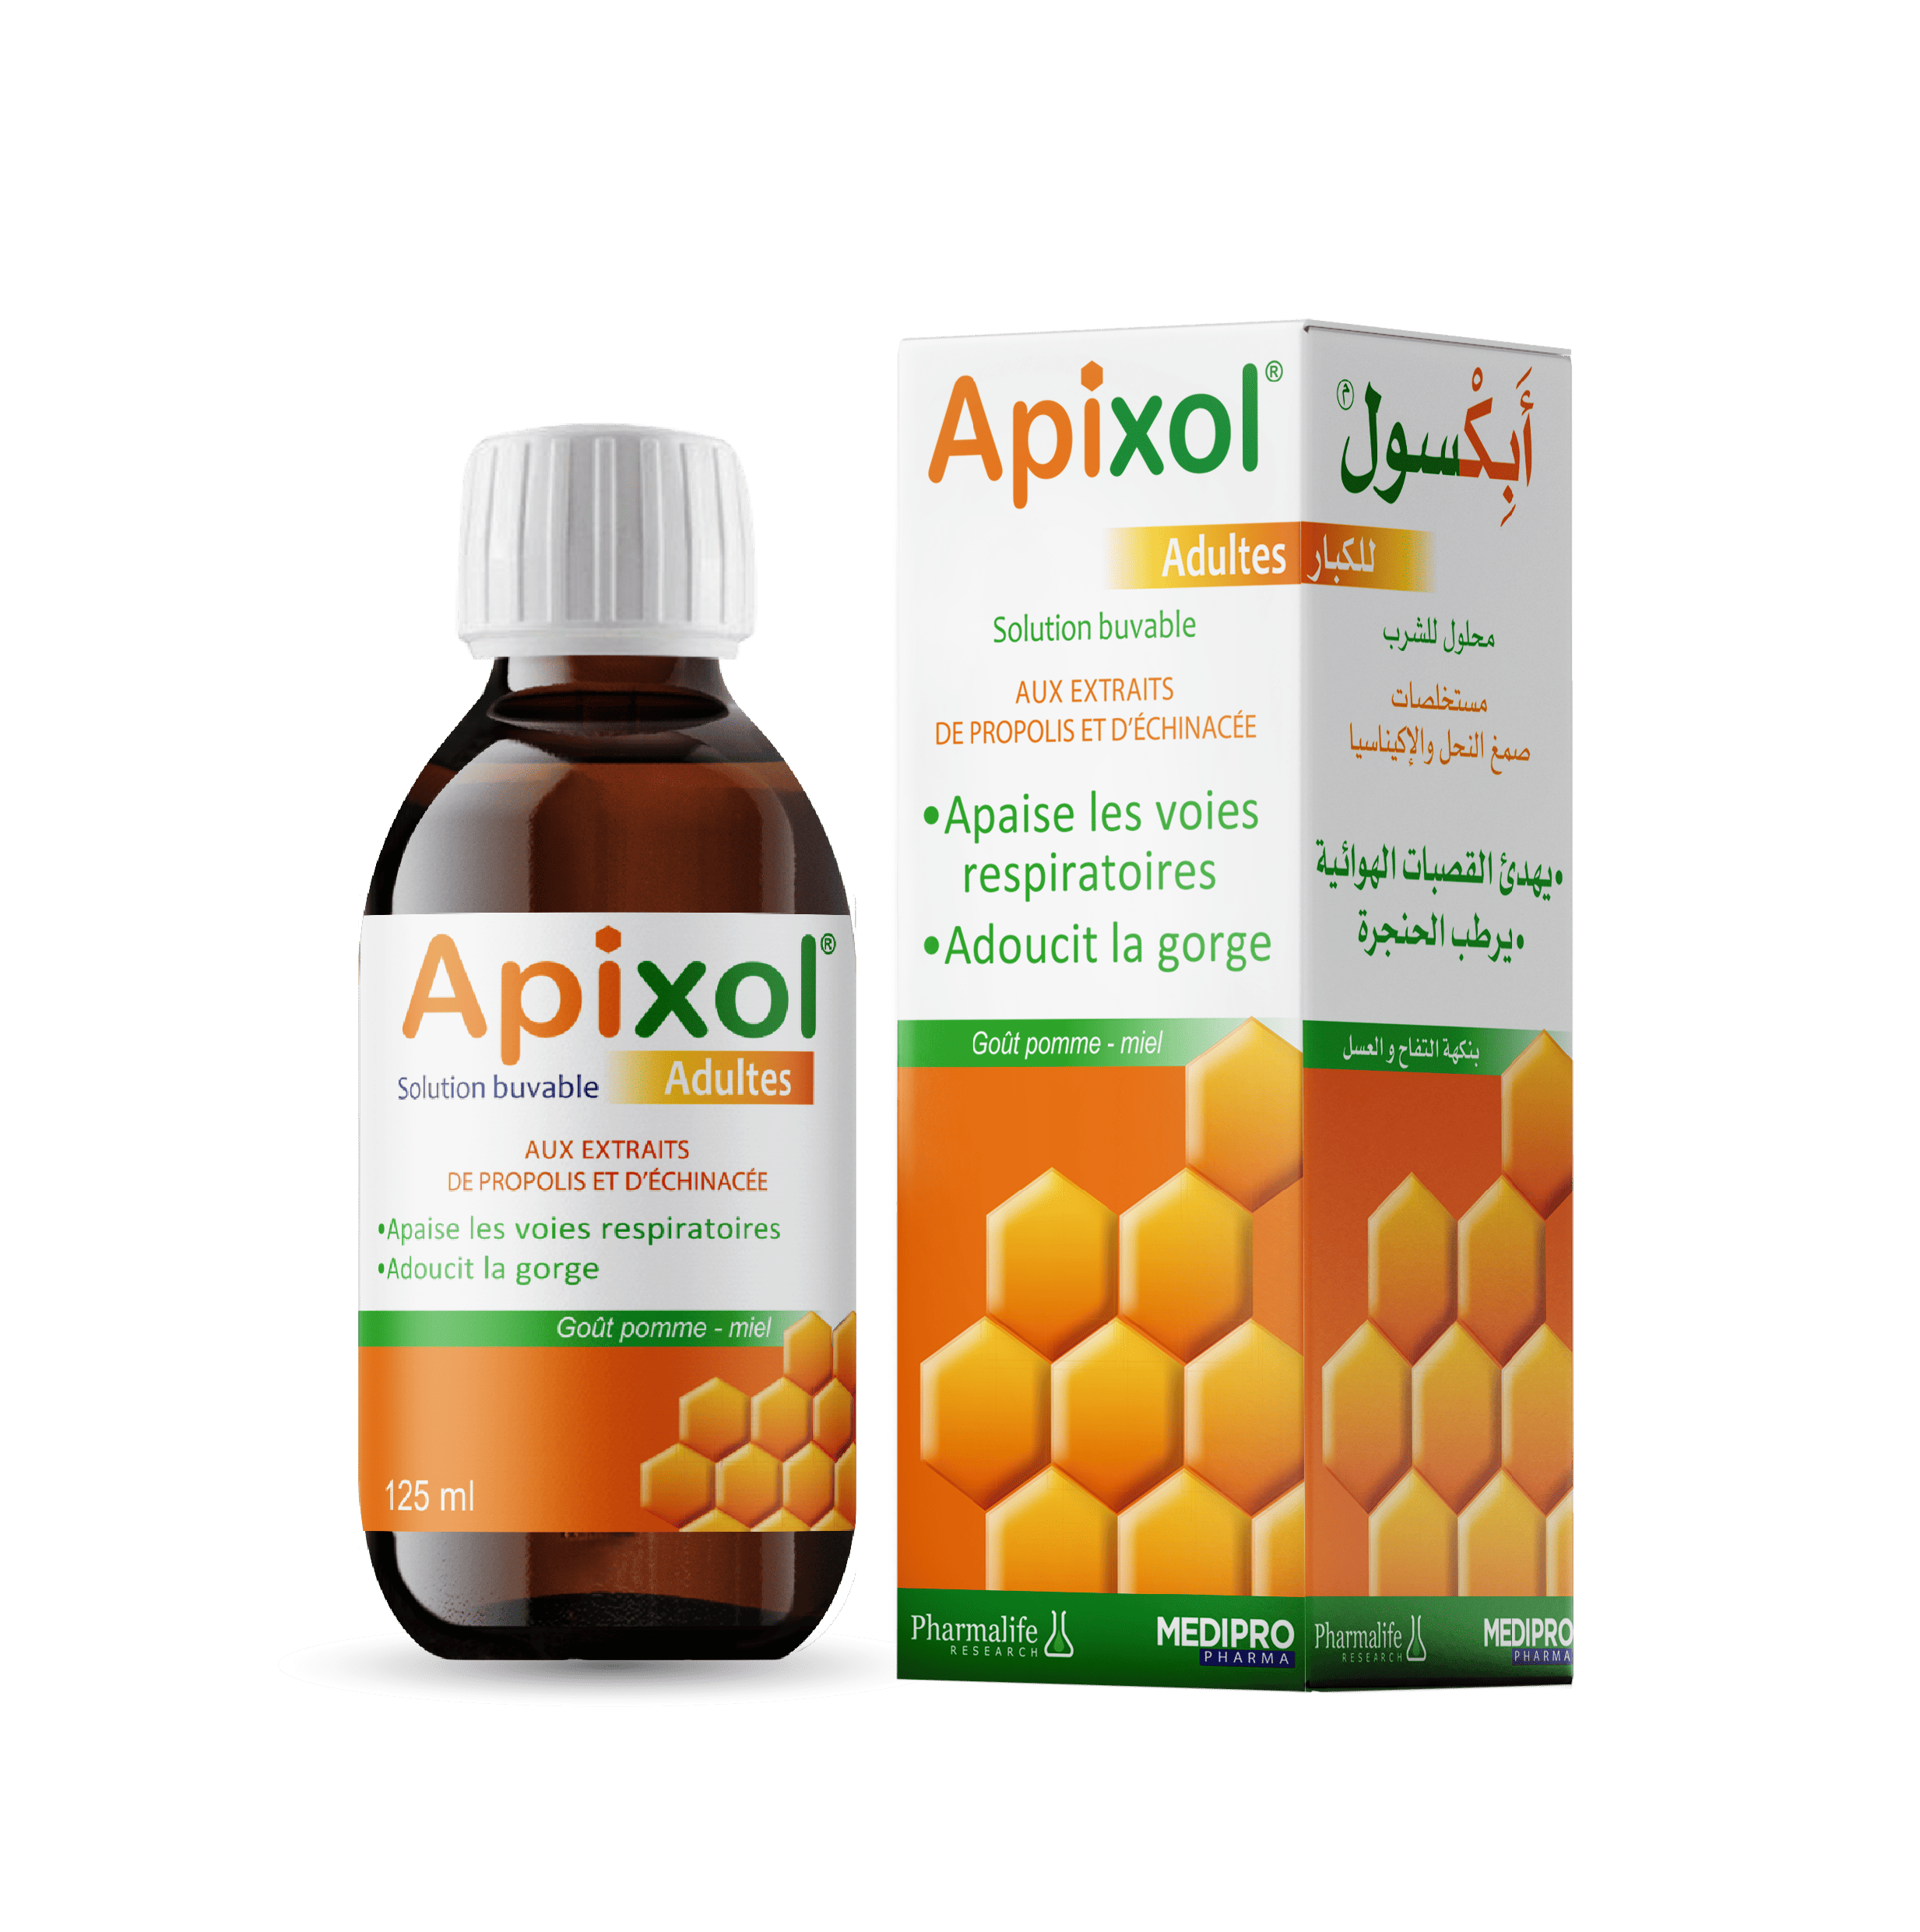 Apixol®
Solution buvable
Adultes
AUX EXTRAITS
DE PROPOLIS ET D'ÉCHINACÉE
•Apaise les voies respiratoires
•Adoucit la gorge
Goût pomme - miel
125 ml
Apixol®
Adultes
Solution buvable
AUX EXTRAITS
DE PROPOLIS ET D'ÉCHINACÉE
•Apaise les voies
respiratoires
•Adoucit la gorge
Goût pomme - miel
Pharmalife
RESEARCH
MEDIPRO
PHARMA
أَبِكْسول
للكبار
محلول للشرب
مستخلصات
صمغ النحل والإكيناسيا
•يهدئ القصبات الهوائية
•يرطب الحنجرة
بنكهة التفاح و العسل
Pharmalife
RESEARCH
MEDIPRO
PHARMA